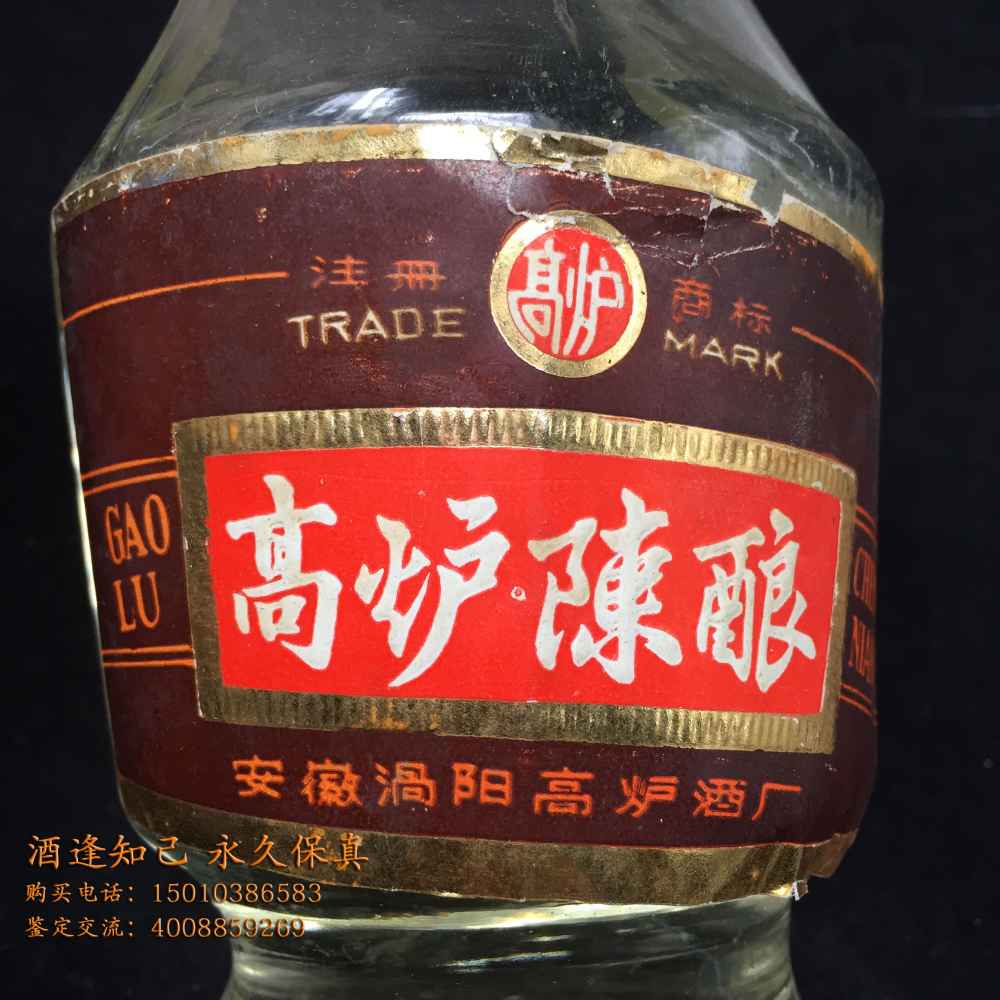 注册 商标
TRADE MARK
高炉
GAO
LU
高炉·陳酿
安徽渦阳高炉酒厂
酒逢知己 永久保真
购买电话：15010386583
鉴定交流：4008859269